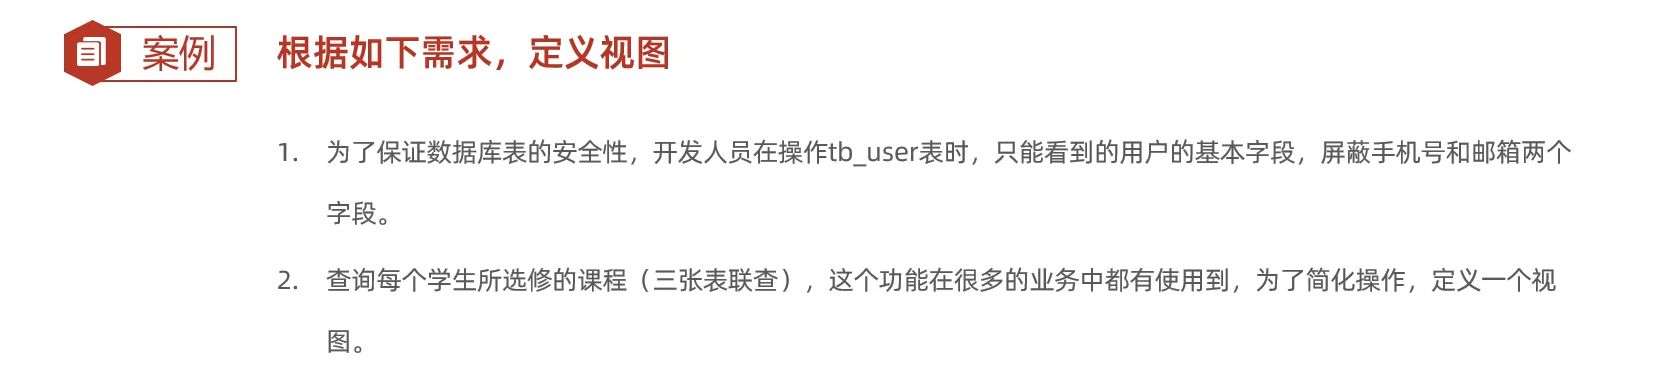 案例 根据如下需求，定义视图
1. 为了保证数据库表的安全性，开发人员在操作tb_user表时，只能看到的用户的基本字段，屏蔽手机号和邮箱两个
字段。
2. 查询每个学生所选修的课程（三张表联查），这个功能在很多的业务中都有使用到，为了简化操作，定义一个视
图。